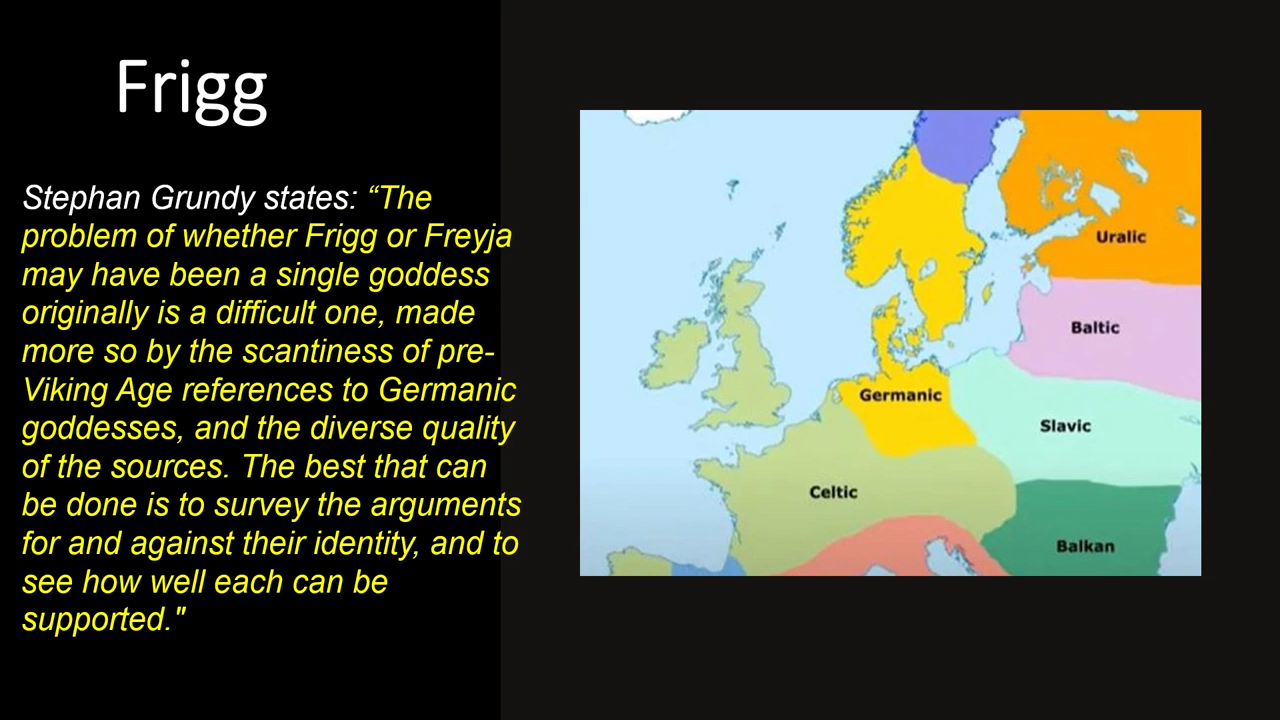 Frigg
Stephan Grundy states: “The
problem of whether Frigg or Freyja
may have been a single goddess
originally is a difficult one, made
more so by the scantiness of pre-
Viking Age references to Germanic
goddesses, and the diverse quality
of the sources. The best that can
be done is to survey the arguments
for and against their identity, and to
see how well each can be
supported."
Uralic
Baltic
Germanic
Slavic
Celtic
Balkan